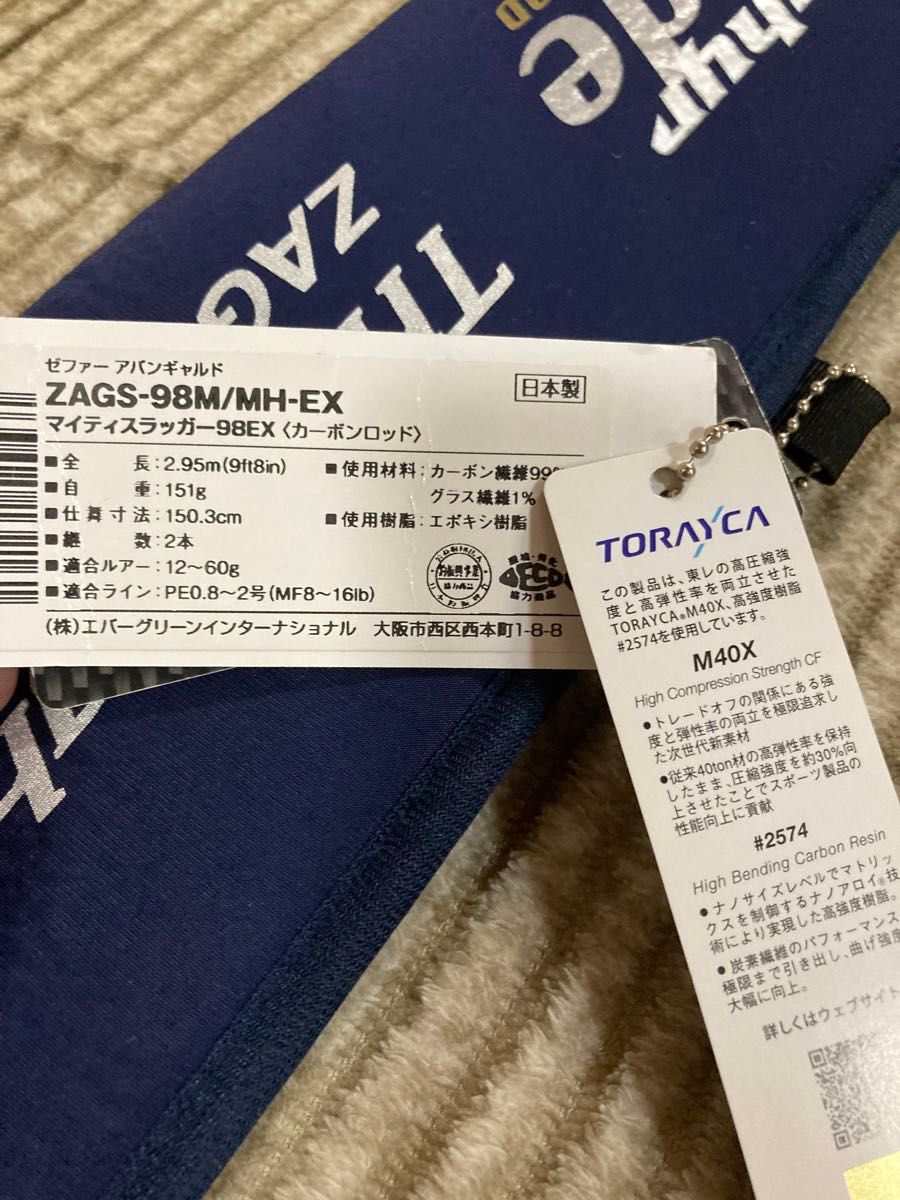 ZAG
ゼファー アバンギャルド
ZAGS-98M/MH-EX
日本製
マイティスラッガー98EX〈カーボンロッド〉
■全　長:2.95m(9ft8in)
■自　重:151g
■仕舞寸法:150.3cm
■継　数:2本
■適合ルアー:12〜60g
■適合ライン:PE0.8〜2号(MF8〜16lb)
■使用材料:カーボン繊維99%
グラス繊維1%
■使用樹脂:エポキシ樹脂
(株)エバーグリーンインターナショナル 大阪市西区西本町1-8-8
TORAYCA
この製品は、東レの高圧縮強
度と高弾性率を両立させた
TORAYCA®M40X、高強度樹脂
#2574を使用しています。
M40X
High Compression Strength CF
●トレードオフの関係にある強
度と弾性率の両立を極限追求し
た次世代新素材
●従来40ton材の高弾性率を保持
したまま、圧縮強度を約30%向
上させたことでスポーツ製品の
性能向上に貢献
#2574
High Bending Carbon Resin
●ナノサイズレベルでマトリッ
クスを制御するナノアロイ®技
術により実現した高強度樹脂。
●炭素繊維のパフォーマンス
極限まで引き出し、曲げ強度
大幅に向上。
詳しくはウェブサイト